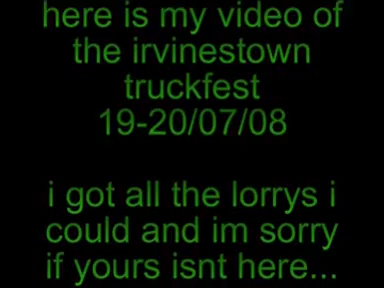 here is my video of
the irvinestown
truckfest
19-20/07/08
i got all the lorrys i
could and im sorry
if yours isnt here...